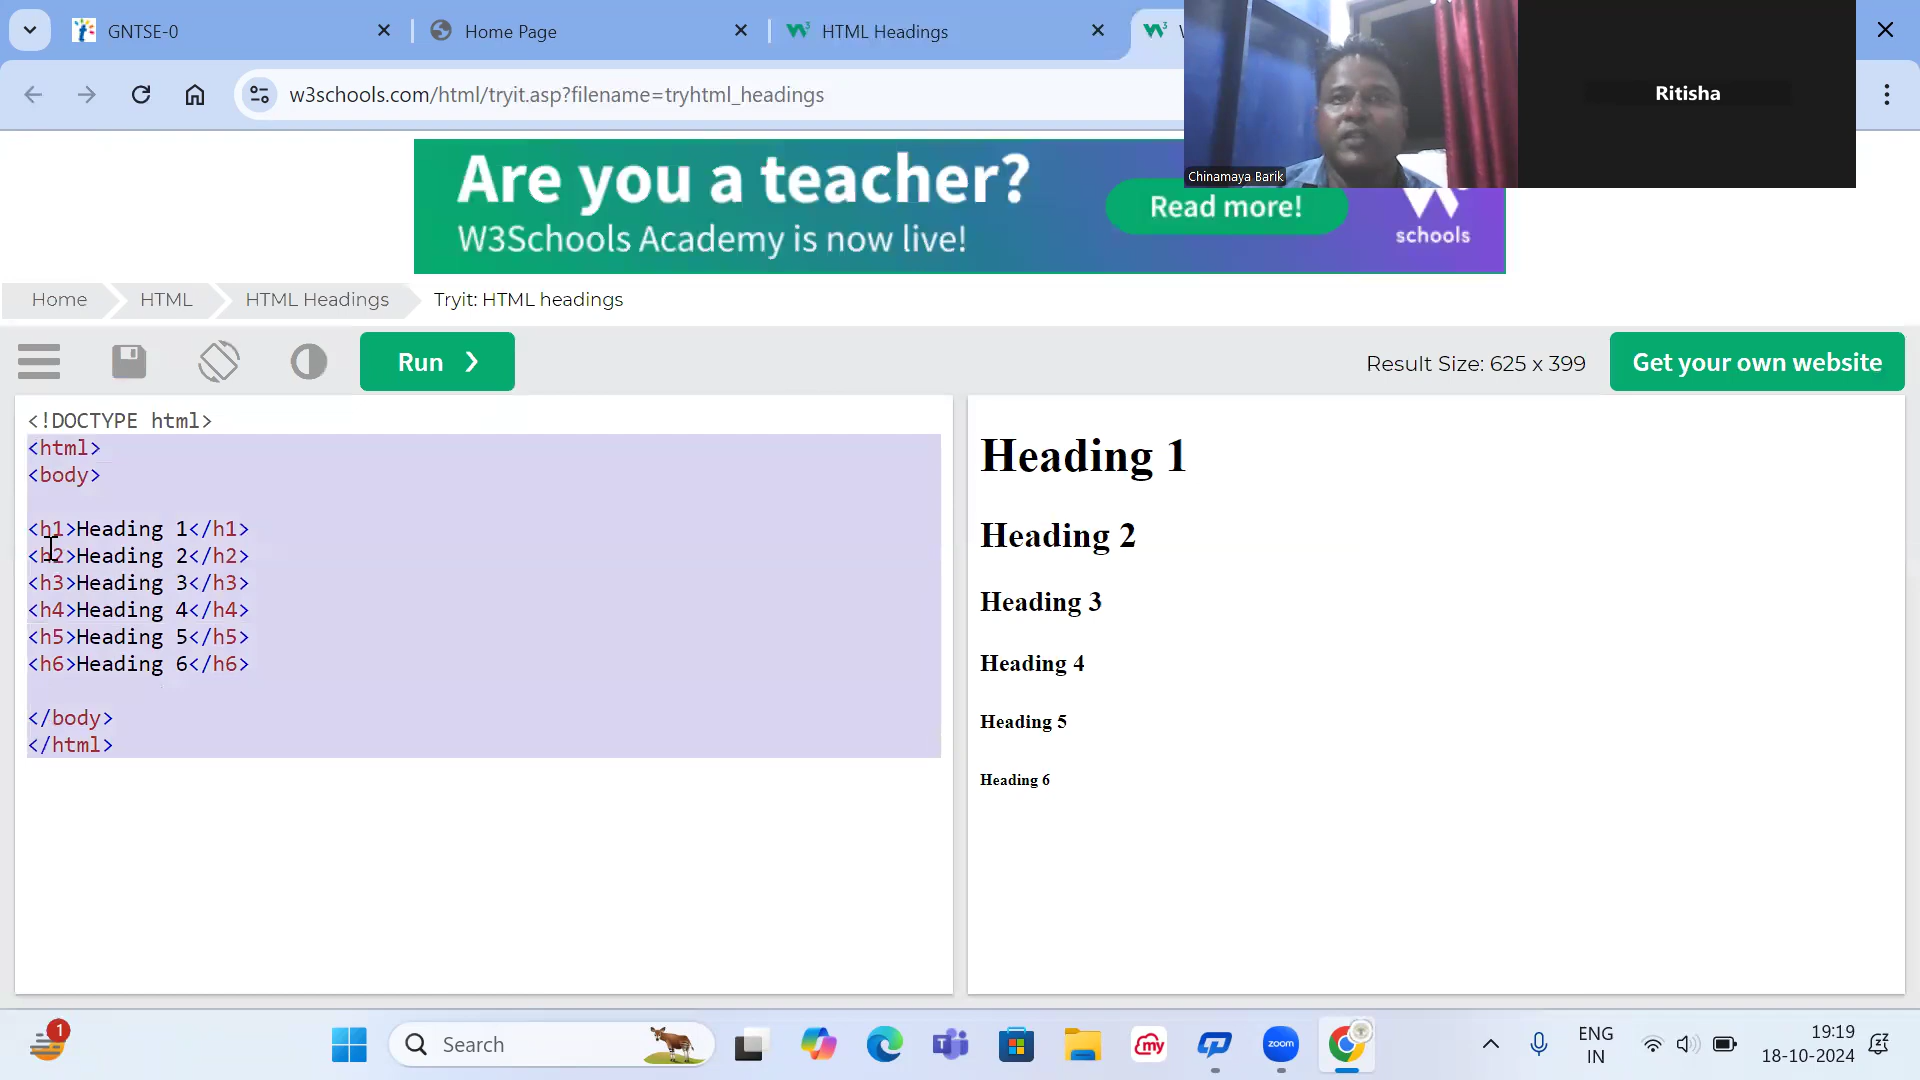 GNTSE-0
Home Page
HTML Headings
w3schools.com/html/tryit.asp?filename=tryhtml_headings
Chinamaya Barik
Ritisha
Are you a teacher?
W3Schools Academy is now live!
Read more!
schools
Home
HTML
HTML Headings
Tryit: HTML headings
Run
Result Size: 625 x 399
Get your own website
<!DOCTYPE html>
<html>
<body>
<h1>Heading 1</h1>
<h2>Heading 2</h2>
<h3>Heading 3</h3>
<h4>Heading 4</h4>
<h5>Heading 5</h5>
<h6>Heading 6</h6>
</body>
</html>
Heading 1
Heading 2
Heading 3
Heading 4
Heading 5
Heading 6
1
Search
my
zoom
ENG
IN
19:19
18-10-2024